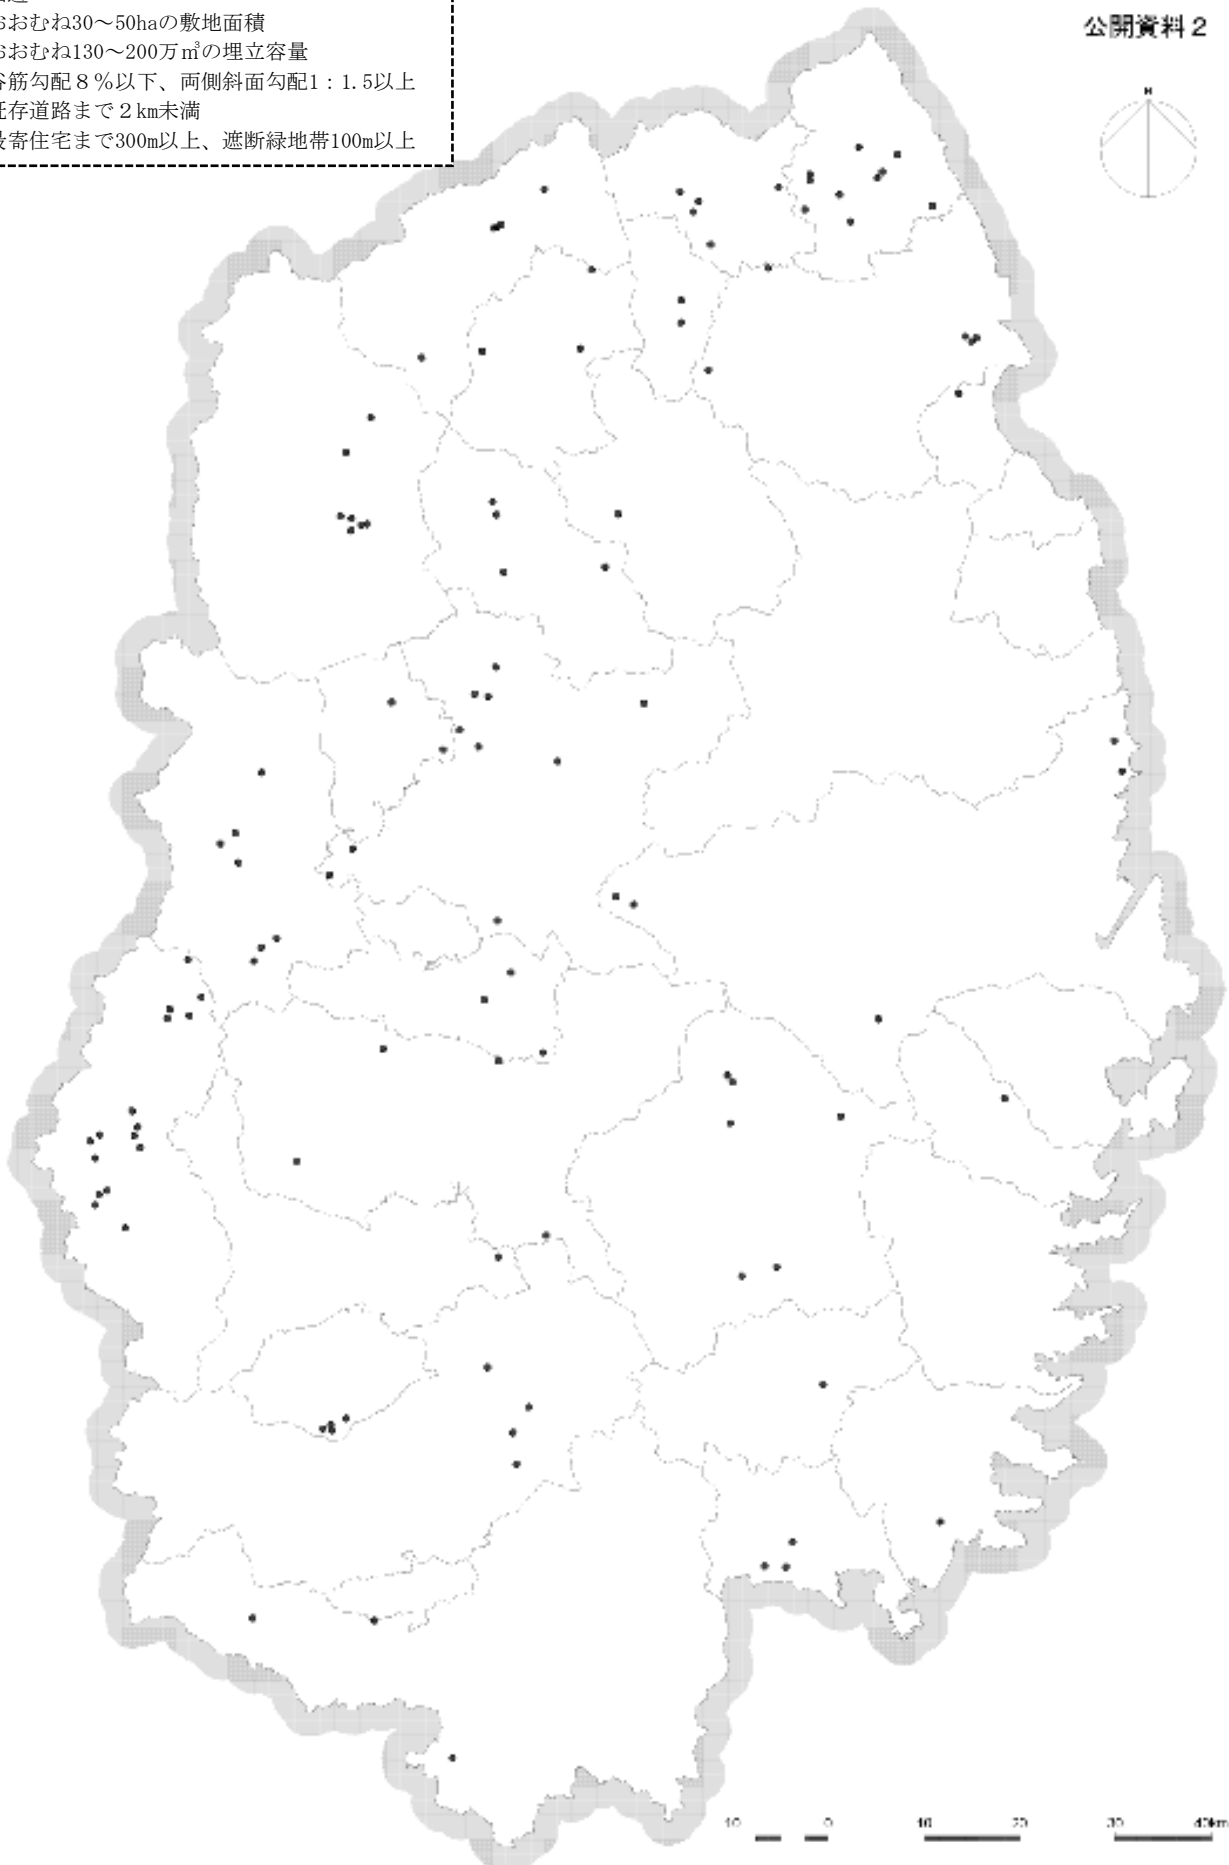 公開資料２
おおむね30～50haの敷地面積
おおむね130～200万㎥の埋立容量
谷筋勾配８％以下、両側斜面勾配1：1.5以上
既存道路まで２km未満
最寄住宅まで300m以上、遮断緑地帯100m以上
N
10 0 10 20 30 40km